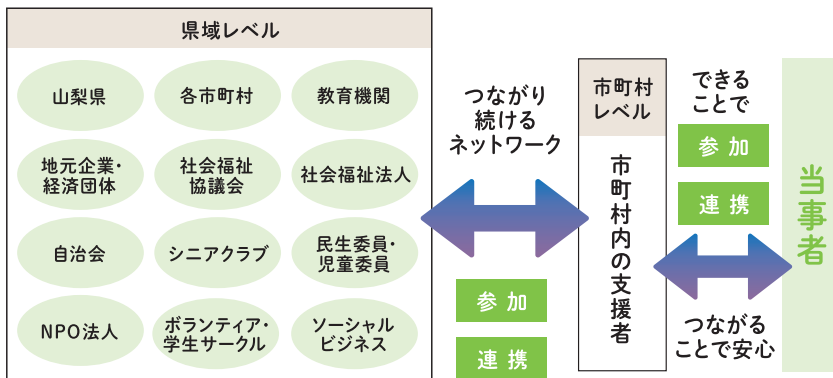 県域レベル
山梨県
各市町村
教育機関
地元企業・
経済団体
社会福祉
協議会
社会福祉法人
自治会
シニアクラブ
民生委員・
児童委員
NPO法人
ボランティア・
学生サークル
ソーシャル
ビジネス
つながり
続ける
ネットワーク
参加
連携
市町村
レベル
市町村内の支援者
できる
ことで
参加
連携
つながる
ことで安心
当事者